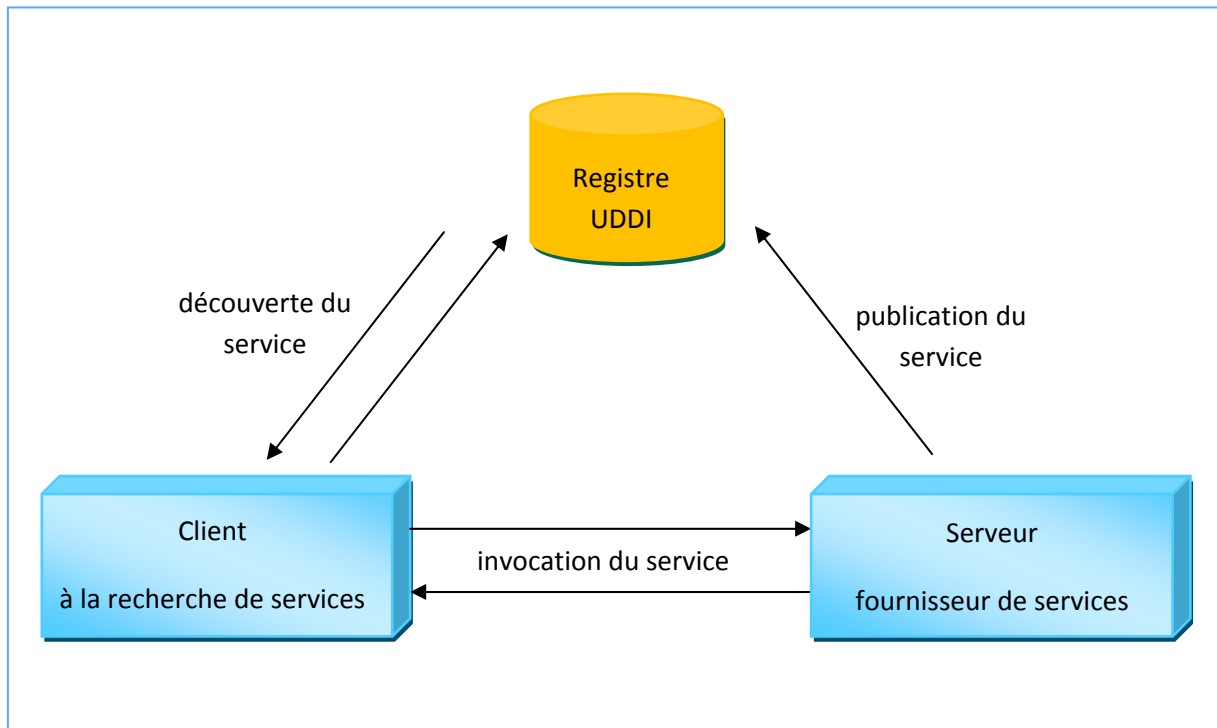 Registre
UDDI
découverte du
service
publication du
service
Client
à la recherche de services
invocation du service
Serveur
fournisseur de services